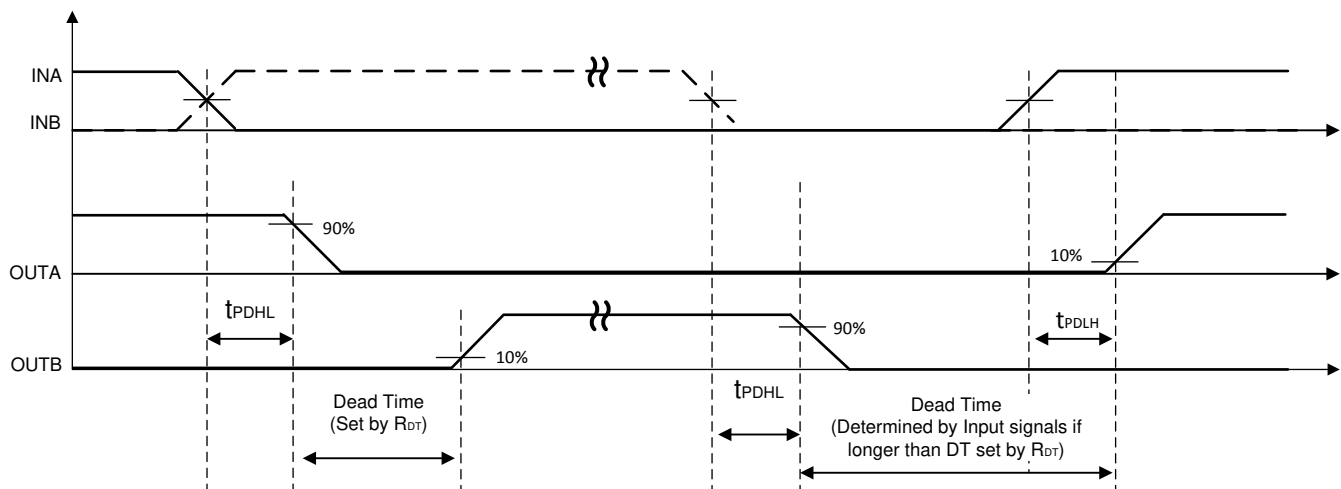 INA
INB
90%
10%
OUTA
tPDHL
tPDLH
90%
10%
OUTB
tPDHL
Dead Time
(Set by RDT)
Dead Time
(Determined by Input signals if
longer than DT set by RDT)